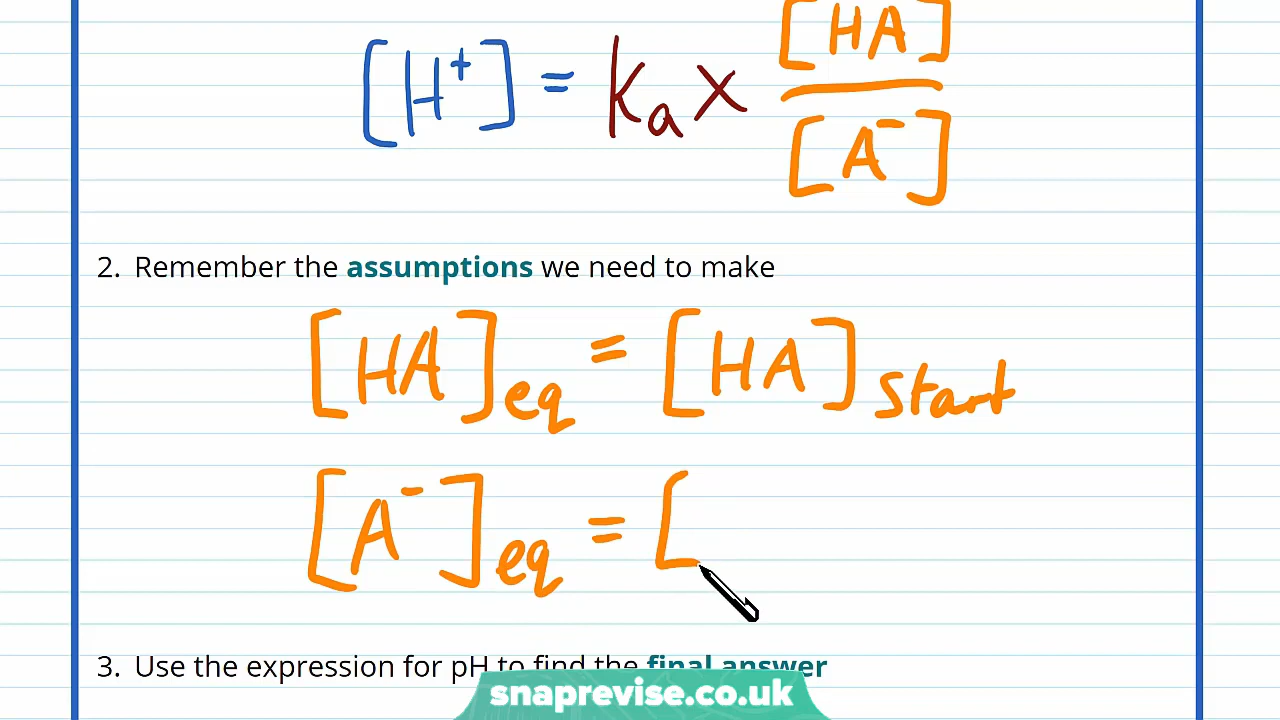 [H⁺] = Ka × [HA] / [A⁻]
2. Remember the assumptions we need to make
[HA]eq = [HA]start
[A⁻]eq = [
3. Use the expression for pH to find the final answer
snaprevise.co.uk